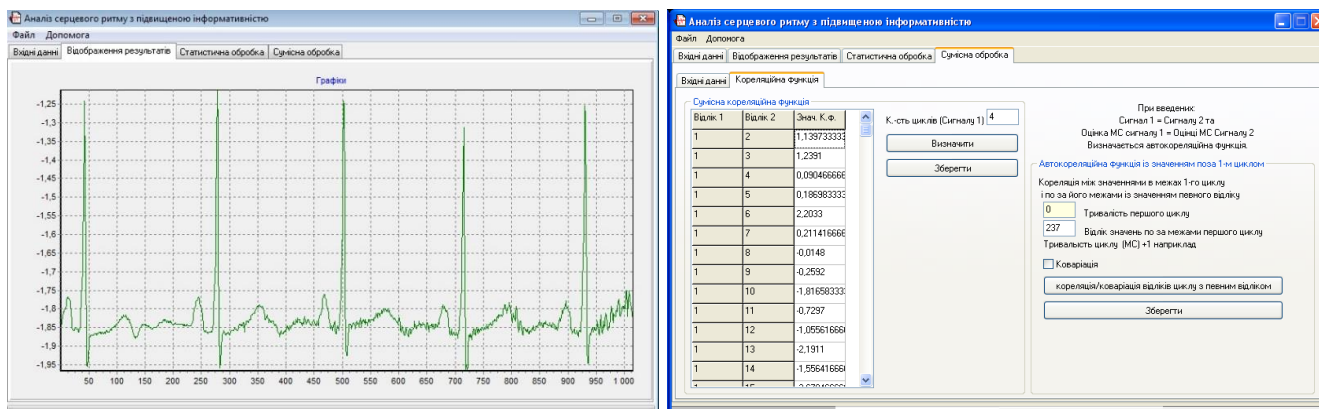 Аналіз серцевого ритму з підвищеною інформативністю
Файл Допомога
Вхідні данні Відображення результатів Статистична обробка Сумісна обробка
Графіки
-1,25
-1,3
-1,35
-1,4
-1,45
-1,5
-1,55
-1,6
-1,65
-1,7
-1,75
-1,8
-1,85
-1,9
-1,95
50 100 150 200 250 300 350 400 450 500 550 600 650 700 750 800 850 900 950 1 000
Аналіз серцевого ритму з підвищеною інформативністю
Файл Допомога
Вхідні данні Відображення результатів Статистична обробка Сумісна обробка
Вхідні данні Кореляційна функція
Сумісна кореляційна функція
Відлік 1 Відлік 2 Знач. К.ф.
1 2 1,139733333
1 3 1,2391
1 4 0,090466666
1 5 0,186983333
1 6 2,2033
1 7 0,211416666
1 8 -0,0148
1 9 -0,2592
1 10 -1,816583333
1 11 -0,7297
1 12 -1,055616666
1 13 -2,1911
1 14 -1,556416666
К.-сть циклів (Сигналу 1) 4
Визначити
Зберегти
При введених:
Сигнал 1 = Сигналу 2 та
Оцінка МС сигналу 1 = Оцінці МС Сигналу 2
Визначається автокореляційна функція.
Автокореляційна функція із значенням поза 1-м циклом
Кореляція між значеннями в межах 1-го циклу
і по за його межами із значенням певного відліку
0 Тривалість першого циклу
237 Відлік значень по за межами першого циклу
Тривалысть циклу (МС) +1 наприклад
Коваріація
кореляція/коваріація відліків циклу з певним відліком
Зберегти